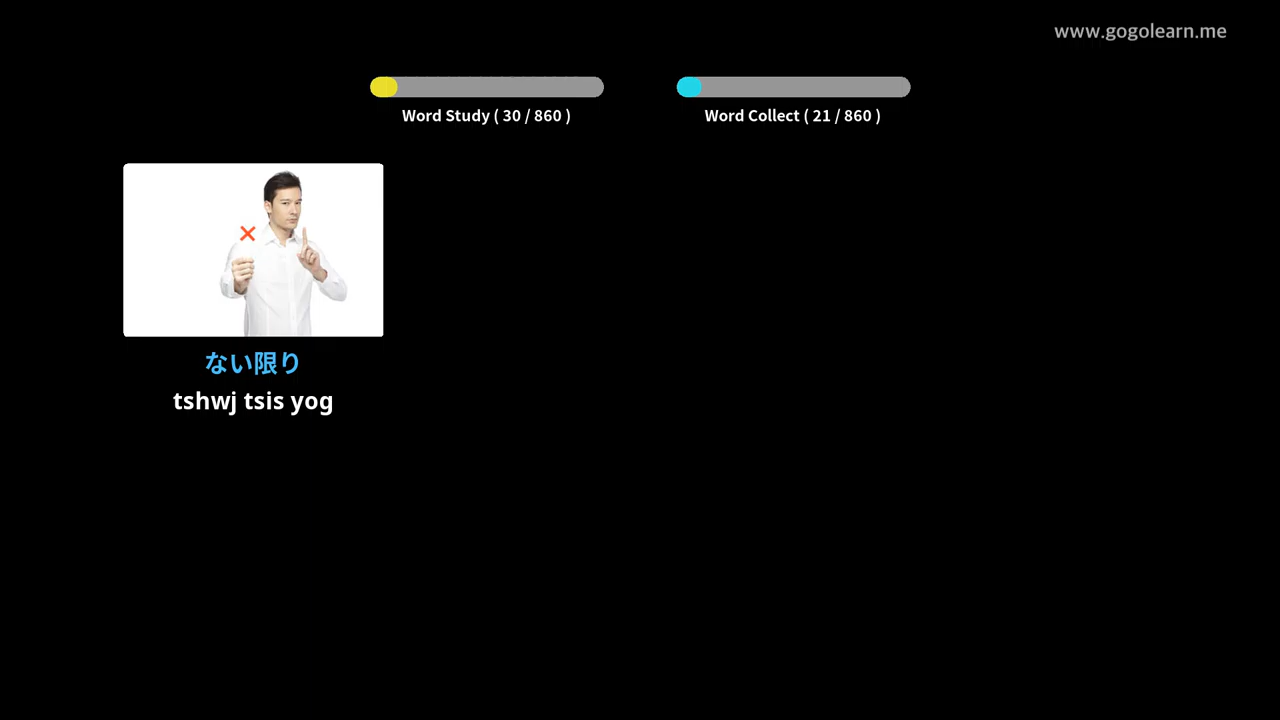 www.gogolearn.me
Word Study ( 30 / 860 )
Word Collect ( 21 / 860 )
ない限り
tshwj tsis yog